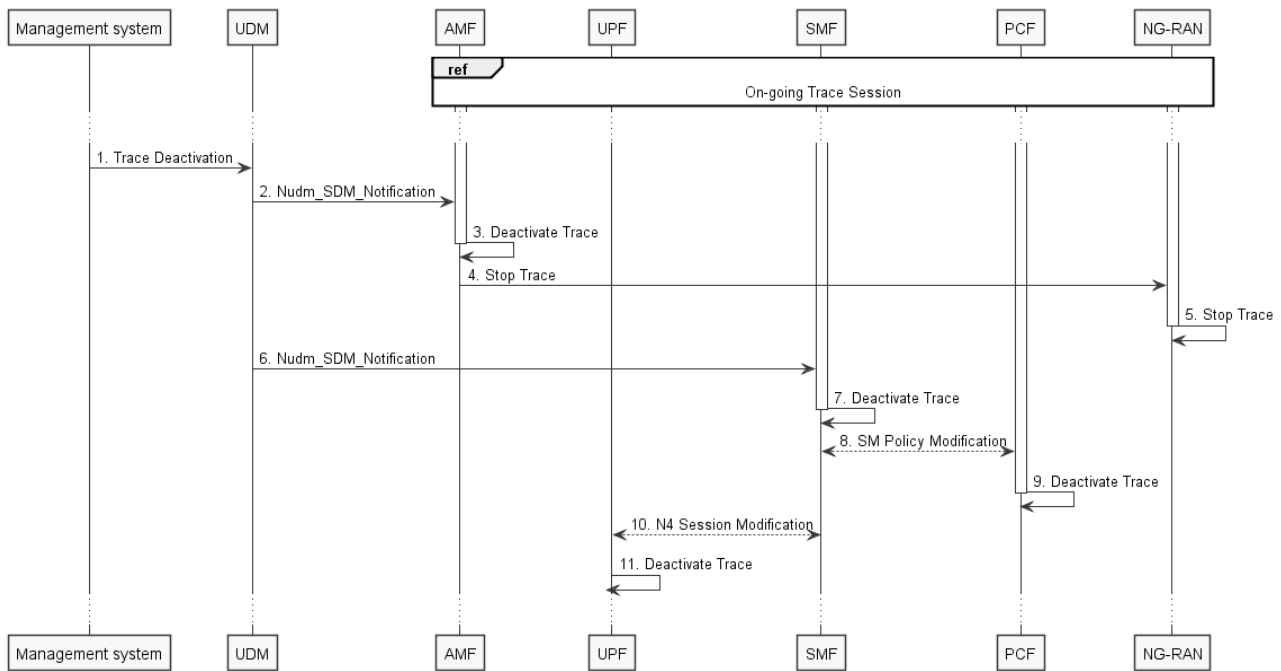 Management system
UDM
AMF
UPF
SMF
PCF
NG-RAN
ref
On-going Trace Session
1. Trace Deactivation
2. Nudm_SDM_Notification
3. Deactivate Trace
4. Stop Trace
5. Stop Trace
6. Nudm_SDM_Notification
7. Deactivate Trace
8. SM Policy Modification
9. Deactivate Trace
10. N4 Session Modification
11. Deactivate Trace
Management system
UDM
AMF
UPF
SMF
PCF
NG-RAN